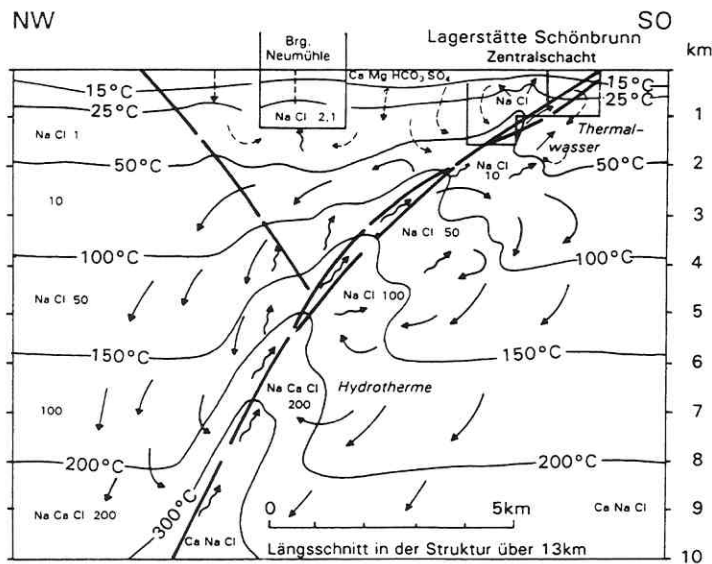 NW
SO
Brg.
Neumühle
Lagerstätte Schönbrunn
Zentralschacht
km
15°C
Ca Mg HCO₃ SO₄
Na Cl
15°C
25°C
Na Cl 2,1
25°C
1
Na Cl 1
Thermal-
wasser
50°C
Na Cl
10
50°C
2
10
3
Na Cl 50
100°C
100°C
4
Na Cl 50
Na Cl 100
5
150°C
150°C
6
Na Ca Cl
200
Hydrotherme
100
7
200°C
200°C
8
300°C
Na Ca Cl 200
0
5km
Ca Na Cl
9
Ca Na Cl
Längsschnitt in der Struktur über 13km
10